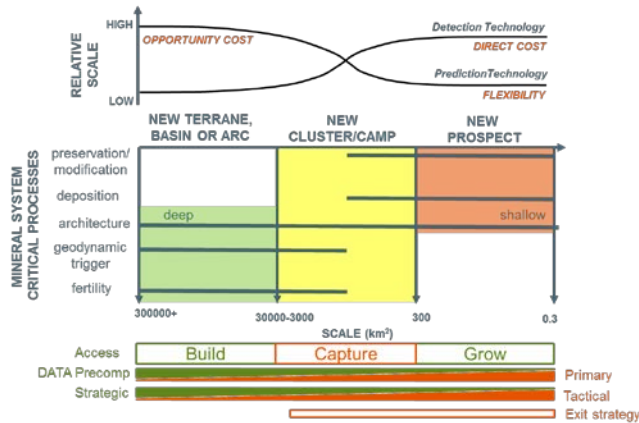 HIGH
OPPORTUNITY COST
Detection Technology
DIRECT COST
RELATIVE
SCALE
PredictionTechnology
LOW
FLEXIBILITY
NEW TERRANE,
BASIN OR ARC
NEW
CLUSTER/CAMP
NEW
PROSPECT
MINERAL SYSTEM
CRITICAL PROCESSES
preservation/
modification
deposition
architecture
deep
shallow
geodynamic
trigger
fertility
300000+
30000-3000
300
0.3
SCALE (km²)
Access
Build
Capture
Grow
DATA Precomp
Primary
Strategic
Tactical
Exit strategy